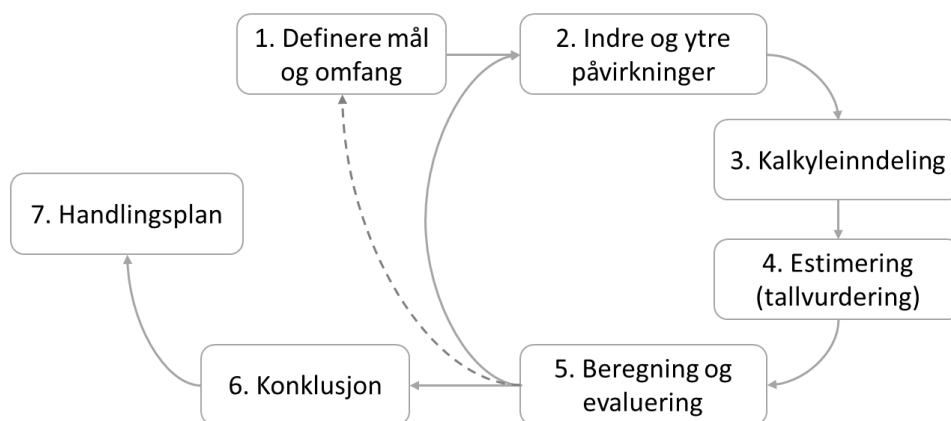 1. Definere mål
og omfang
2. Indre og ytre
påvirkninger
3. Kalkyleinndeling
4. Estimering
(tallvurdering)
5. Beregning og
evaluering
6. Konklusjon
7. Handlingsplan